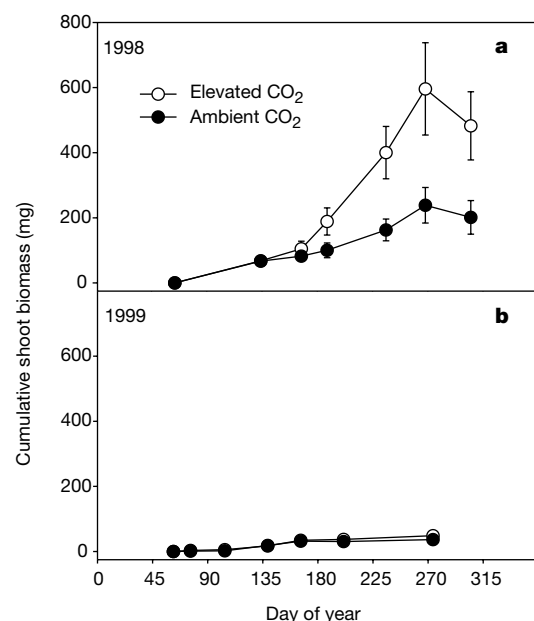 800
1998
a
Elevated CO₂
Ambient CO₂
600
400
200
0
Cumulative shoot biomass (mg)
1999
b
600
400
200
0
0 45 90 135 180 225 270 315
Day of year